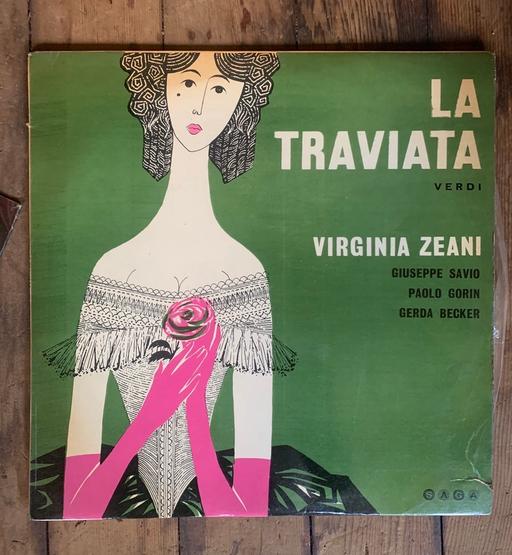 LA
TRAVIATA
VERDI
VIRGINIA ZEANI
GIUSEPPE SAVIO
PAOLO GORIN
GERDA BECKER
SAGA